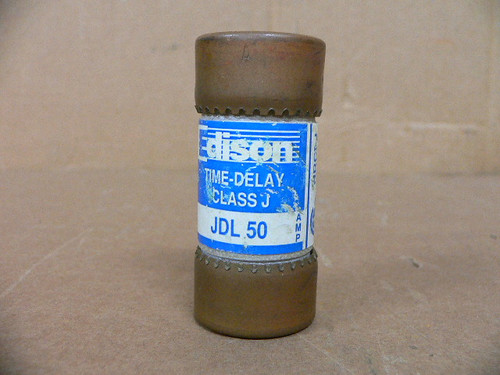 Edison
TIME-DELAY
CLASS J
JDL 50
AMP